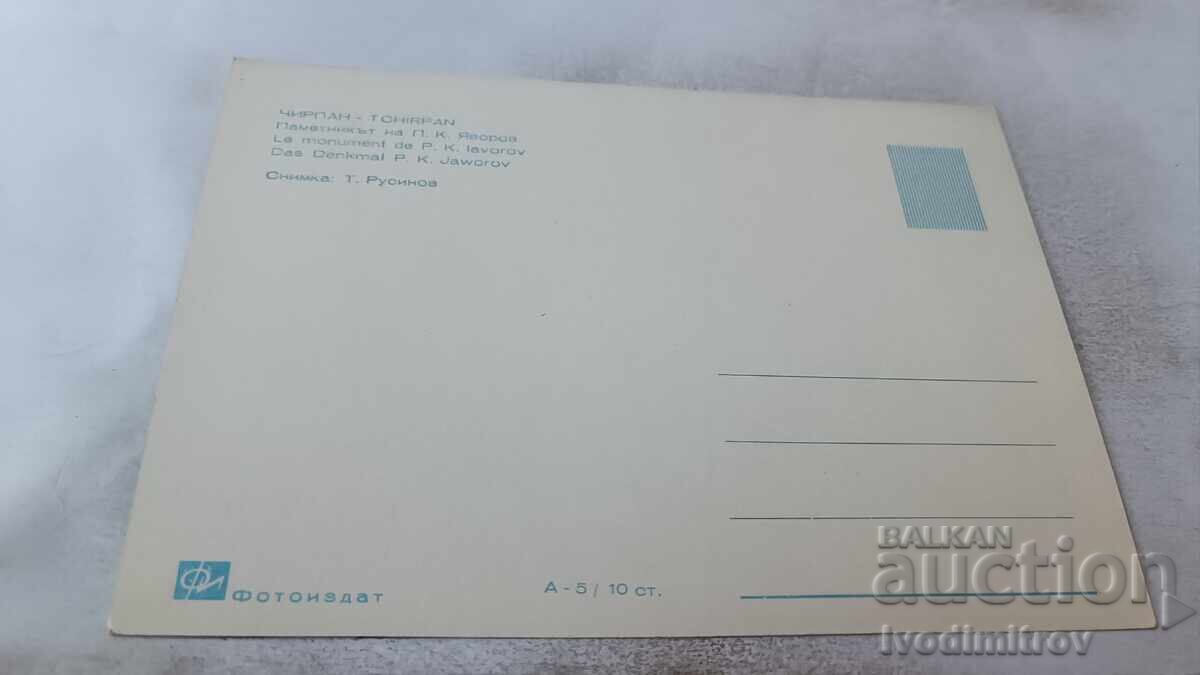 ЧИРПАН - TCHIRPAN
Паметникът на П. К. Яворов
Le monument de P. K. Iavorov
Das Denkmal P. K. Jaworov
Снимка: Т. Русинов
Фотоиздат
А - 5 / 10 ст.
BALKAN
auction
Ivodimitrov